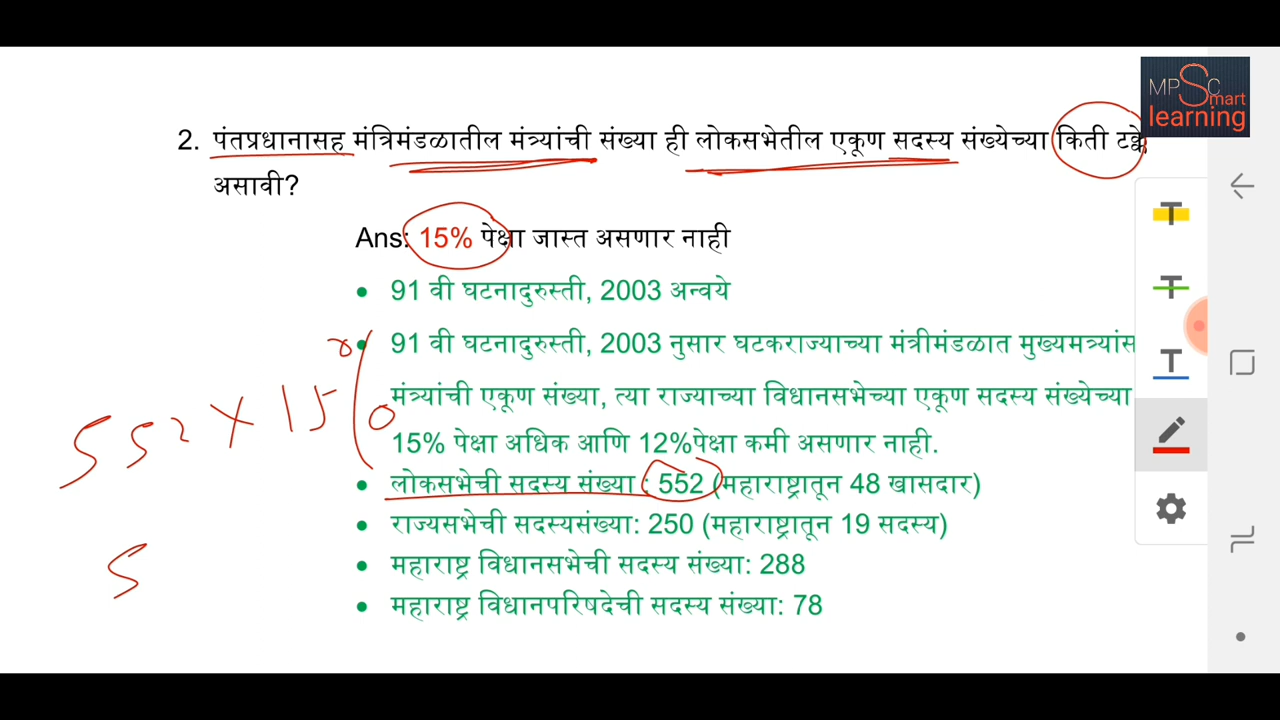 MPSC
Smart
learning
2. पंतप्रधानासह मंत्रिमंडळातील मंत्र्यांची संख्या ही लोकसभेतील एकूण सदस्य संख्येच्या किती टक्के
असावी?
Ans: 15% पेक्षा जास्त असणार नाही
• 91 वी घटनादुरुस्ती, 2003 अन्वये
• 91 वी घटनादुरुस्ती, 2003 नुसार घटकराज्याच्या मंत्रीमंडळात मुख्यमत्र्यांस
मंत्र्यांची एकूण संख्या, त्या राज्याच्या विधानसभेच्या एकूण सदस्य संख्येच्या
15% पेक्षा अधिक आणि 12%पेक्षा कमी असणार नाही.
552 X 15%
• लोकसभेची सदस्य संख्या : 552 (महाराष्ट्रातून 48 खासदार)
• राज्यसभेची सदस्यसंख्या: 250 (महाराष्ट्रातून 19 सदस्य)
• महाराष्ट्र विधानसभेची सदस्य संख्या: 288
• महाराष्ट्र विधानपरिषदेची सदस्य संख्या: 78
5
T
T
T